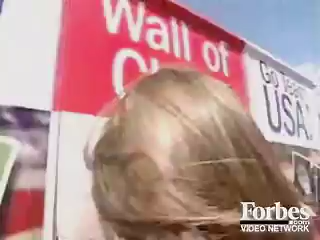 Wall of
Go Team
USA!
Forbes
.com
VIDEO NETWORK